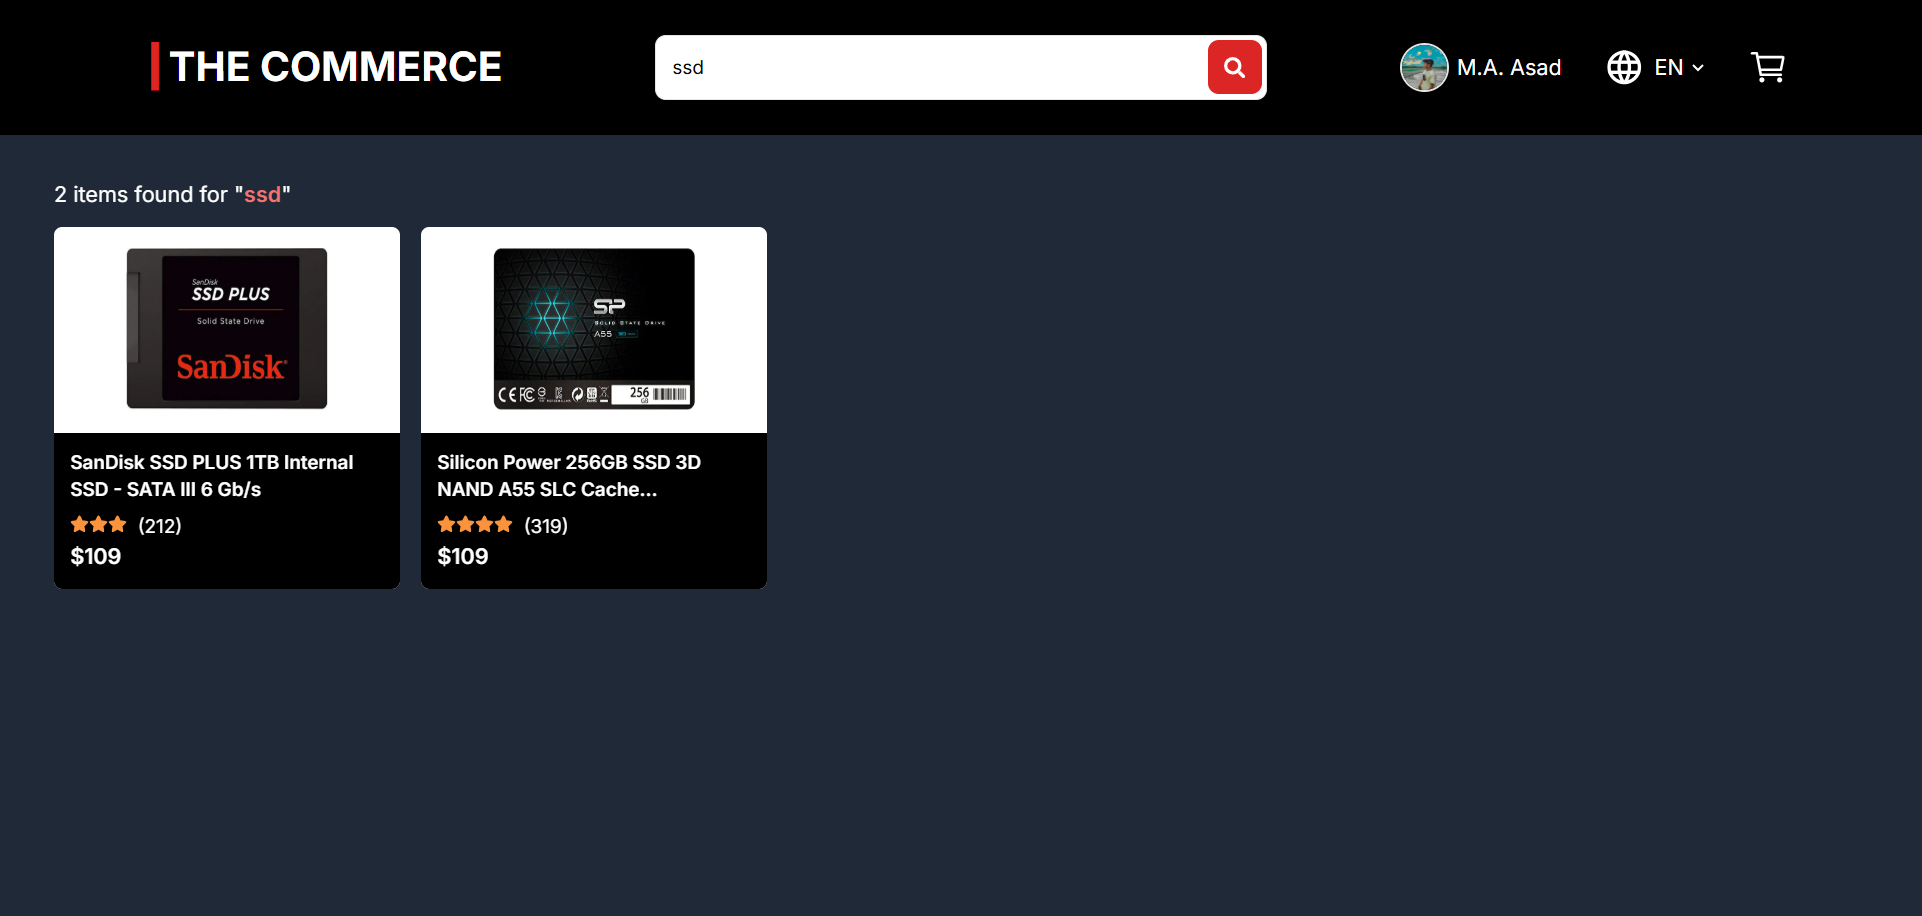 THE COMMERCE
ssd
M.A. Asad
EN
2 items found for "ssd"
SanDisk
SSD PLUS
Solid State Drive
SanDisk
SP
SOLID STATE DRIVE
A55
256
GB
SanDisk SSD PLUS 1TB Internal
SSD - SATA III 6 Gb/s
(212)
$109
Silicon Power 256GB SSD 3D
NAND A55 SLC Cache...
(319)
$109